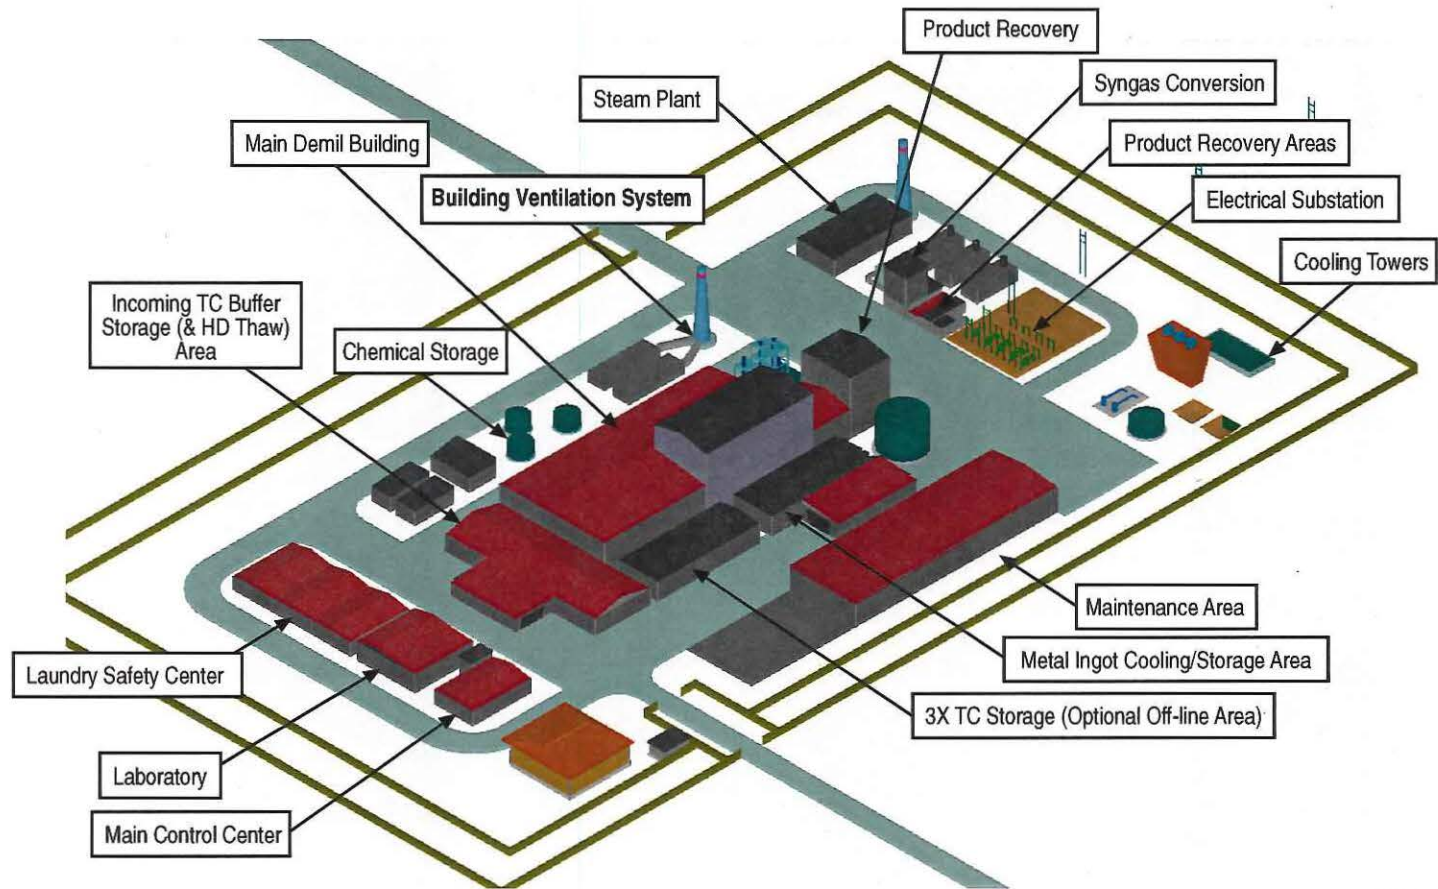 Product Recovery
Syngas Conversion
Steam Plant
Product Recovery Areas
Main Demil Building
Building Ventilation System
Electrical Substation
Cooling Towers
Incoming TC Buffer
Storage (& HD Thaw)
Area
Chemical Storage
Maintenance Area
Metal Ingot Cooling/Storage Area
Laundry Safety Center
3X TC Storage (Optional Off-line Area)
Laboratory
Main Control Center